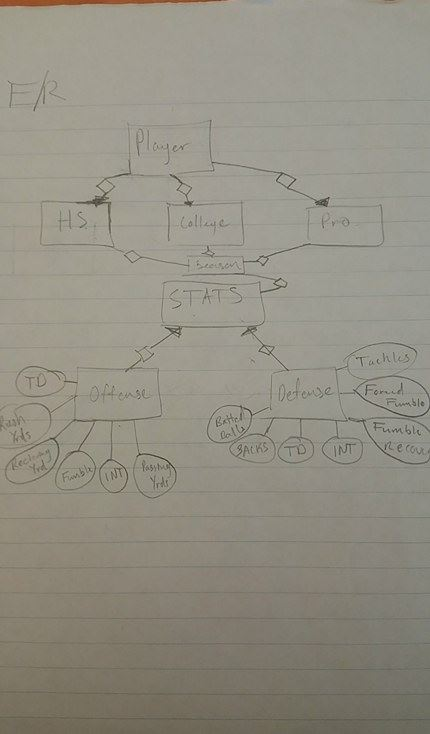 E/R
Player
HS
College
Pro
Season
STATS
Offense
Defense
TD
Rush
Yrds
Receiving
Yrd
Fumble
INT
Passing
Yrds
Batted
Balls
SACKS
TD
INT
Tackles
Forced
Fumble
Fumble
Recov